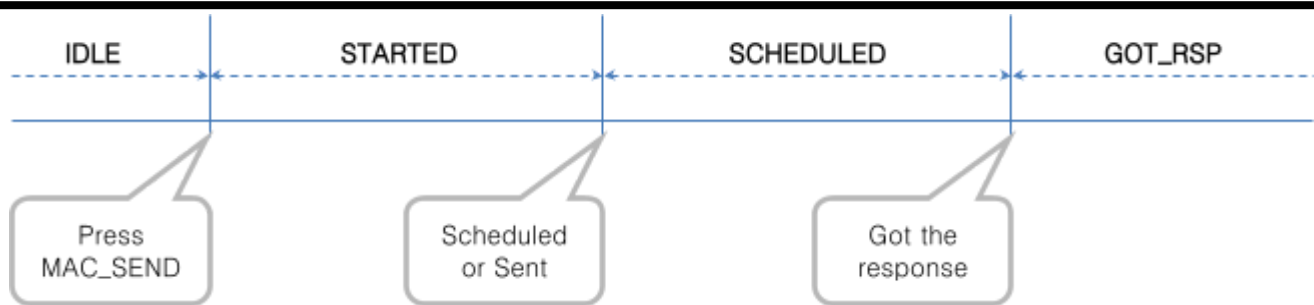 IDLE STARTED SCHEDULED GOT_RSP
Press
MAC_SEND
Scheduled
or Sent
Got the
response